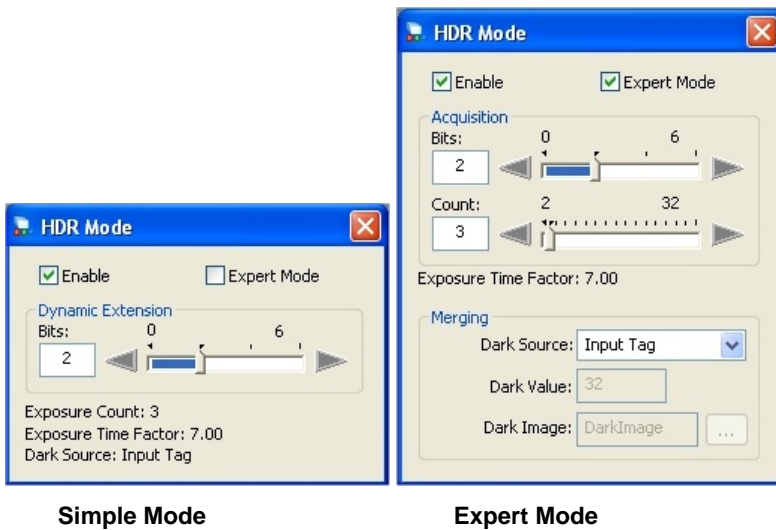 HDR Mode
Enable Expert Mode
Dynamic Extension
Bits: 0 6
2
Exposure Count: 3
Exposure Time Factor: 7.00
Dark Source: Input Tag
Simple Mode
HDR Mode
Enable Expert Mode
Acquisition
Bits: 0 6
2
Count: 2 32
3
Exposure Time Factor: 7.00
Merging
Dark Source: Input Tag
Dark Value: 32
Dark Image: DarkImage ...
Expert Mode